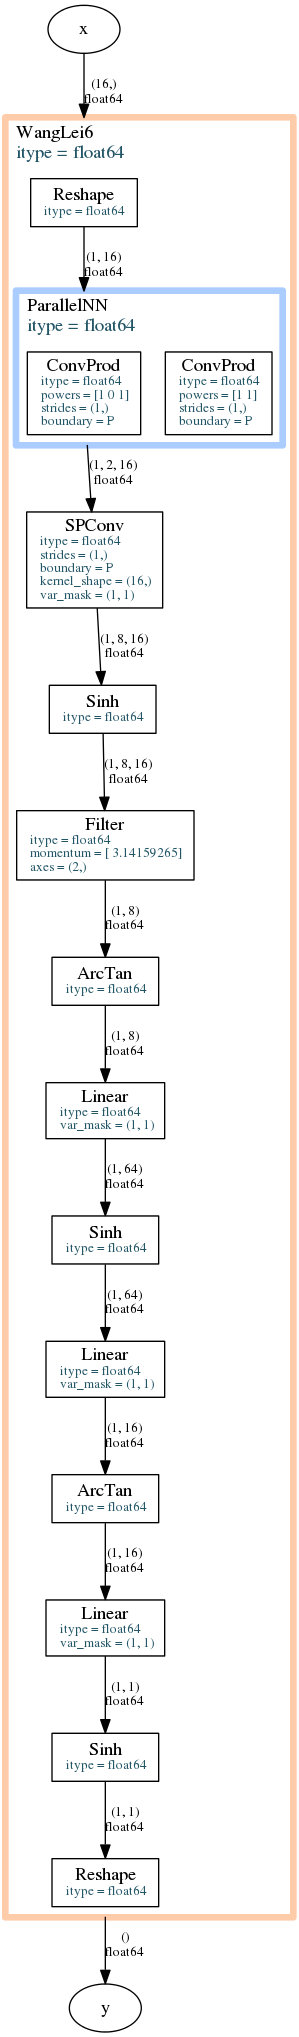 x
(16,)
float64
WangLei6
itype = float64
Reshape
itype = float64
(1, 16)
float64
ParallelNN
itype = float64
ConvProd
itype = float64
powers = [1 0 1]
strides = (1,)
boundary = P
ConvProd
itype = float64
powers = [1 1]
strides = (1,)
boundary = P
(1, 2, 16)
float64
SPConv
itype = float64
strides = (1,)
boundary = P
kernel_shape = (16,)
var_mask = (1, 1)
(1, 8, 16)
float64
Sinh
itype = float64
(1, 8, 16)
float64
Filter
itype = float64
momentum = [ 3.14159265]
axes = (2,)
(1, 8)
float64
ArcTan
itype = float64
(1, 8)
float64
Linear
itype = float64
var_mask = (1, 1)
(1, 64)
float64
Sinh
itype = float64
(1, 64)
float64
Linear
itype = float64
var_mask = (1, 1)
(1, 16)
float64
ArcTan
itype = float64
(1, 16)
float64
Linear
itype = float64
var_mask = (1, 1)
(1, 1)
float64
Sinh
itype = float64
(1, 1)
float64
Reshape
itype = float64
()
float64
y